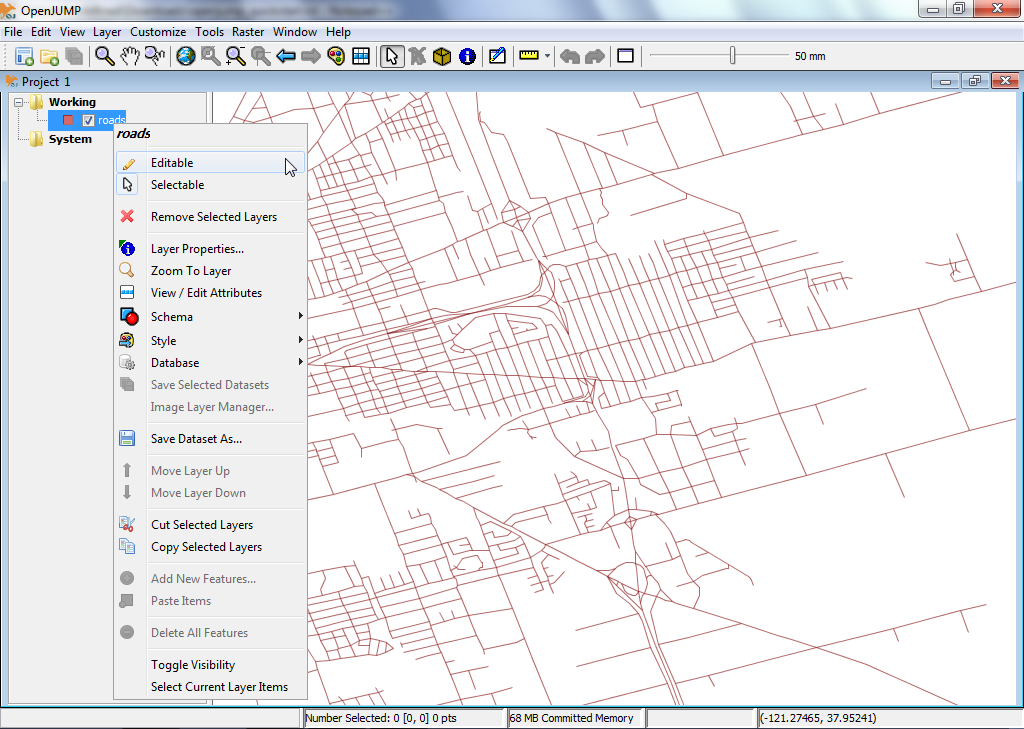 OpenJUMP
File Edit View Layer Customize Tools Raster Window Help
50 mm
Project 1
Working
roads
System
roads
Editable
Selectable
Remove Selected Layers
Layer Properties...
Zoom To Layer
View / Edit Attributes
Schema
Style
Database
Save Selected Datasets
Image Layer Manager...
Save Dataset As...
Move Layer Up
Move Layer Down
Cut Selected Layers
Copy Selected Layers
Add New Features...
Paste Items
Delete All Features
Toggle Visibility
Select Current Layer Items
Number Selected: 0 [0, 0] 0 pts
68 MB Committed Memory
(-121.27465, 37.95241)